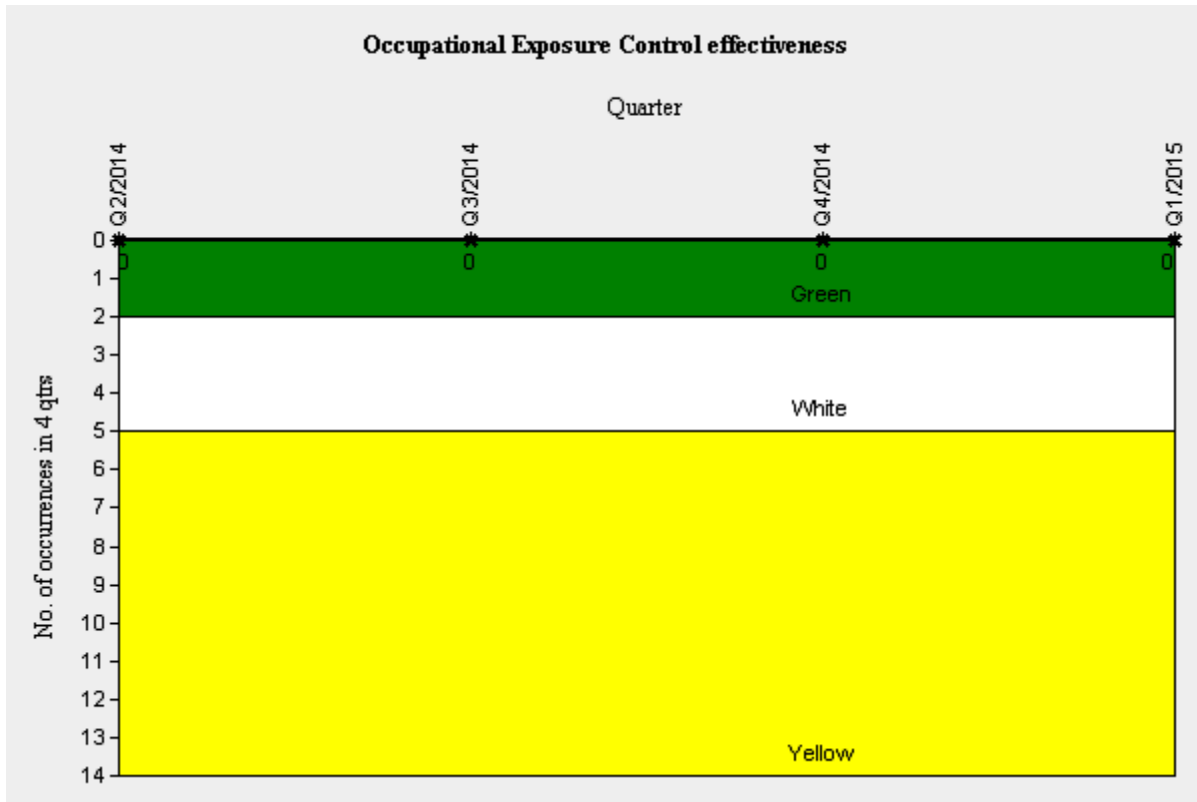 Occupational Exposure Control effectiveness
Quarter
Q2/2014
Q3/2014
Q4/2014
Q1/2015
No. of occurrences in 4 qtrs
0
1
2
3
4
5
6
7
8
9
10
11
12
13
14
0
0
0
0
Green
White
Yellow